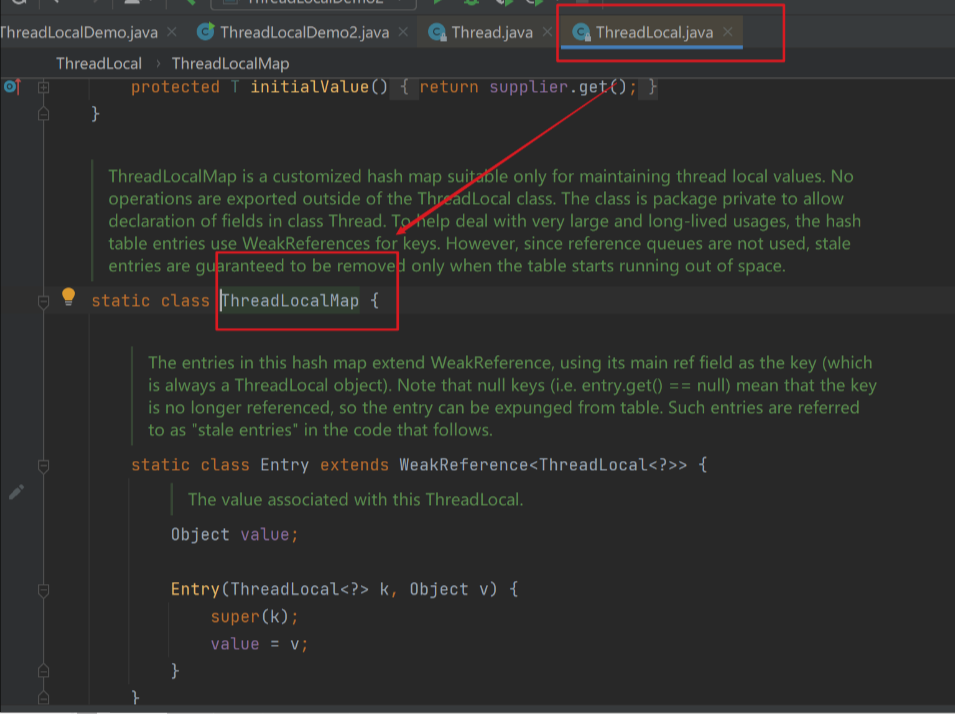 ThreadLocalDemo2
ThreadLocalDemo.java ThreadLocalDemo2.java Thread.java ThreadLocal.java
ThreadLocal › ThreadLocalMap
protected T initialValue() { return supplier.get(); }
}
ThreadLocalMap is a customized hash map suitable only for maintaining thread local values. No
operations are exported outside of the ThreadLocal class. The class is package private to allow
declaration of fields in class Thread. To help deal with very large and long-lived usages, the hash
table entries use WeakReferences for keys. However, since reference queues are not used, stale
entries are guaranteed to be removed only when the table starts running out of space.
static class ThreadLocalMap {
The entries in this hash map extend WeakReference, using its main ref field as the key (which
is always a ThreadLocal object). Note that null keys (i.e. entry.get() == null) mean that the key
is no longer referenced, so the entry can be expunged from table. Such entries are referred
to as "stale entries" in the code that follows.
static class Entry extends WeakReference<ThreadLocal<?>> {
The value associated with this ThreadLocal.
Object value;
Entry(ThreadLocal<?> k, Object v) {
super(k);
value = v;
}
}